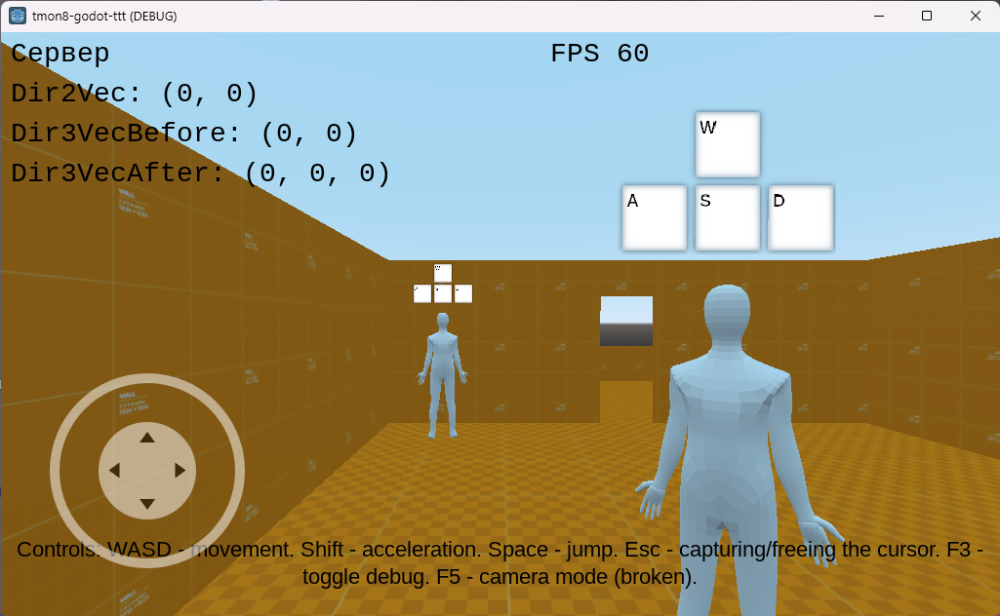 tmon8-godot-ttt (DEBUG)
Сервер
FPS 60
Dir2Vec: (0, 0)
Dir3VecBefore: (0, 0)
Dir3VecAfter: (0, 0, 0)
W
A S D
Controls: WASD - movement. Shift - acceleration. Space - jump. Esc - capturing/freeing the cursor. F3 -
toggle debug. F5 - camera mode (broken).